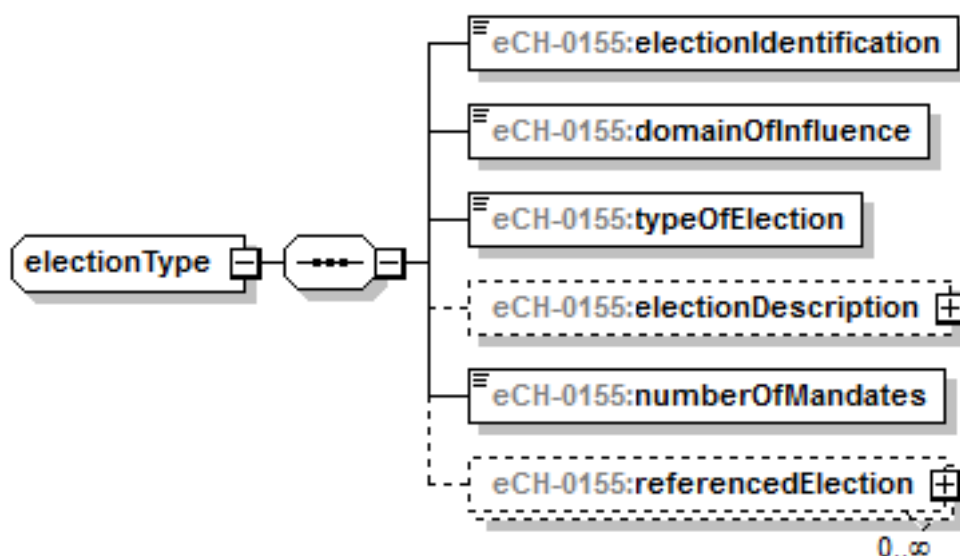 eCH-0155:electionIdentification
eCH-0155:domainOfInfluence
eCH-0155:typeOfElection
electionType
eCH-0155:electionDescription
eCH-0155:numberOfMandates
eCH-0155:referencedElection
0..∞